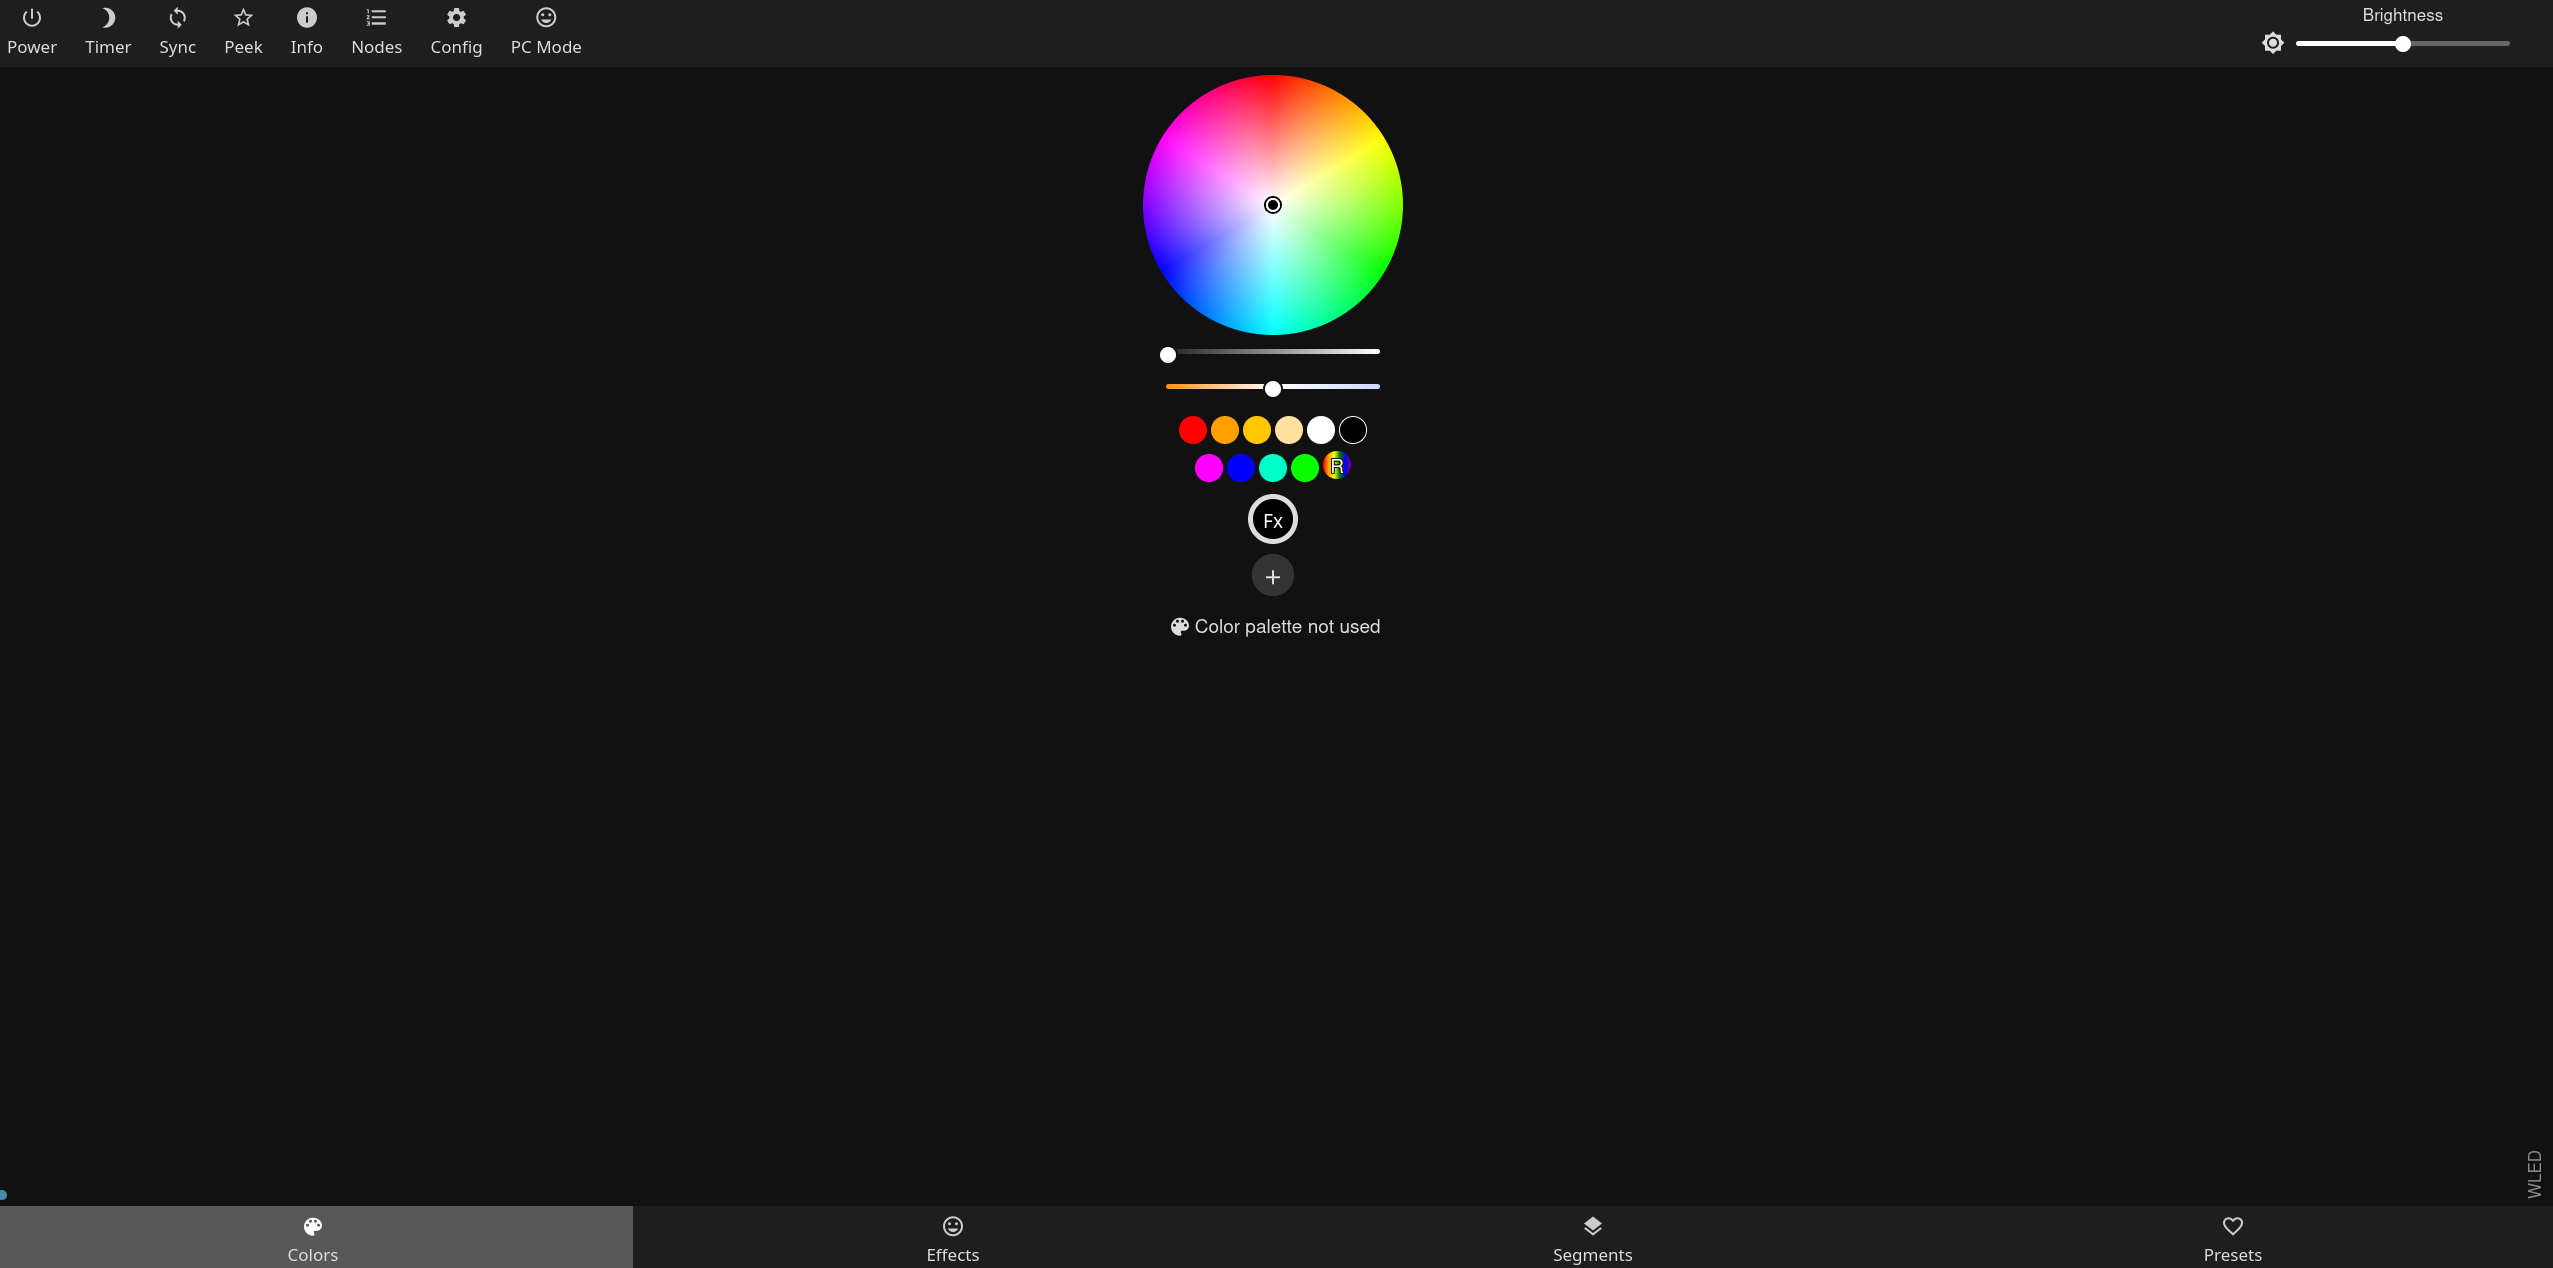 Power Timer Sync Peek Info Nodes Config PC Mode
Brightness
R
Fx
+
Color palette not used
WLED
Colors Effects Segments Presets